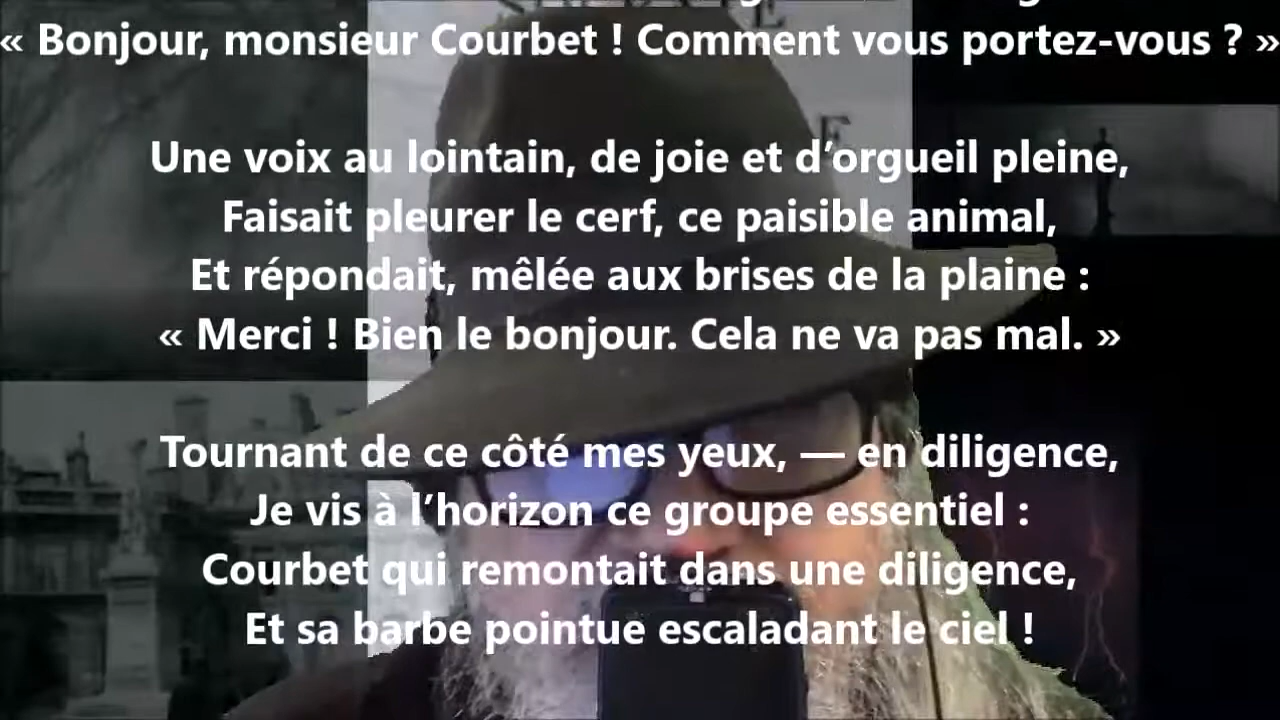 « Bonjour, monsieur Courbet ! Comment vous portez-vous ? »
Une voix au lointain, de joie et d’orgueil pleine,
Faisait pleurer le cerf, ce paisible animal,
Et répondait, mêlée aux brises de la plaine :
« Merci ! Bien le bonjour. Cela ne va pas mal. »
Tournant de ce côté mes yeux, — en diligence,
Je vis à l’horizon ce groupe essentiel :
Courbet qui remontait dans une diligence,
Et sa barbe pointue escaladant le ciel !